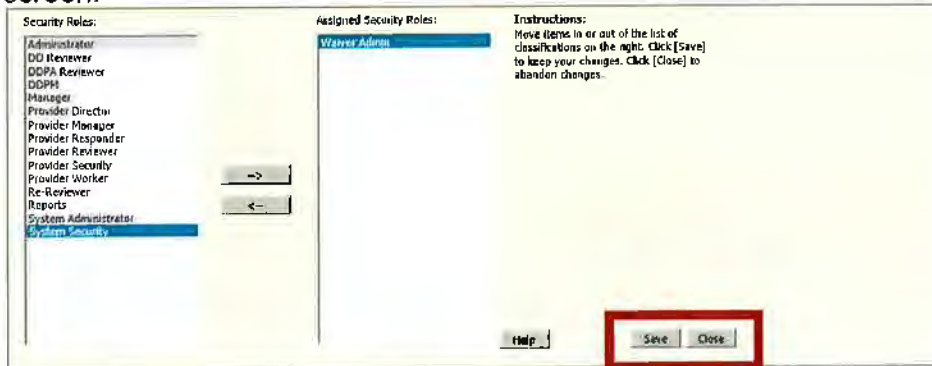 screen.
Security Roles:
Administrator
DD Reviewer
DDPA Reviewer
DDPM
Manager
Provider Director
Provider Manager
Provider Responder
Provider Reviewer
Provider Security
Provider Worker
Re-Reviewer
Reports
System Administrator
System Security
-->
<--
Assigned Security Roles:
Waiver Admin
Instructions:
Move items in or out of the list of
classifications on the right. Click [Save]
to keep your changes. Click [Close] to
abandon changes.
Help
Save
Close